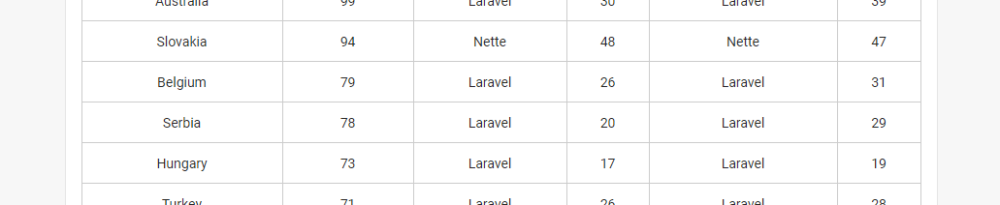 Australia 99 Laravel 30 Laravel 39
Slovakia 94 Nette 48 Nette 47
Belgium 79 Laravel 26 Laravel 31
Serbia 78 Laravel 20 Laravel 29
Hungary 73 Laravel 17 Laravel 19
Turkey 71 Laravel 26 Laravel 28